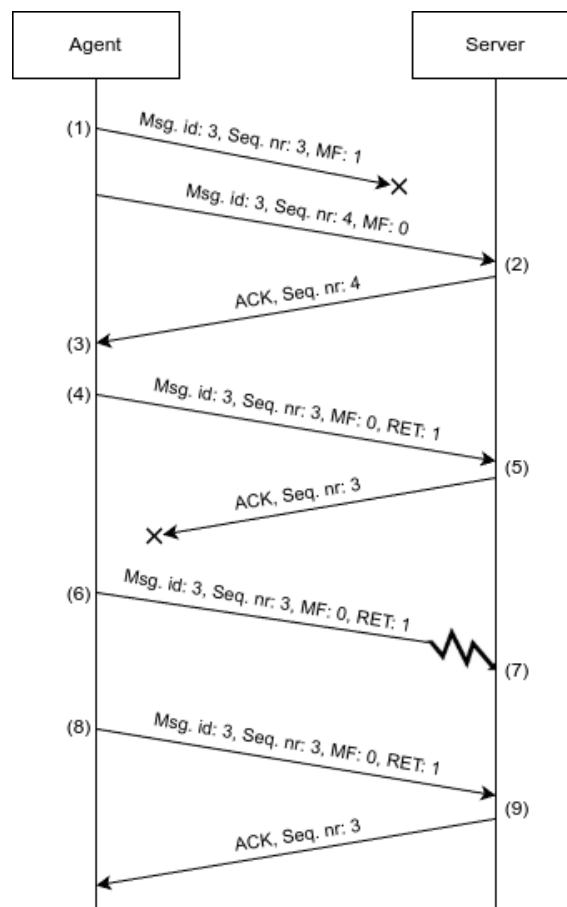 Agent
Server
(1)
Msg. id: 3, Seq. nr: 3, MF: 1
Msg. id: 3, Seq. nr: 4, MF: 0
(2)
ACK, Seq. nr: 4
(3)
(4)
Msg. id: 3, Seq. nr: 3, MF: 0, RET: 1
(5)
ACK, Seq. nr: 3
(6)
Msg. id: 3, Seq. nr: 3, MF: 0, RET: 1
(7)
(8)
Msg. id: 3, Seq. nr: 3, MF: 0, RET: 1
(9)
ACK, Seq. nr: 3